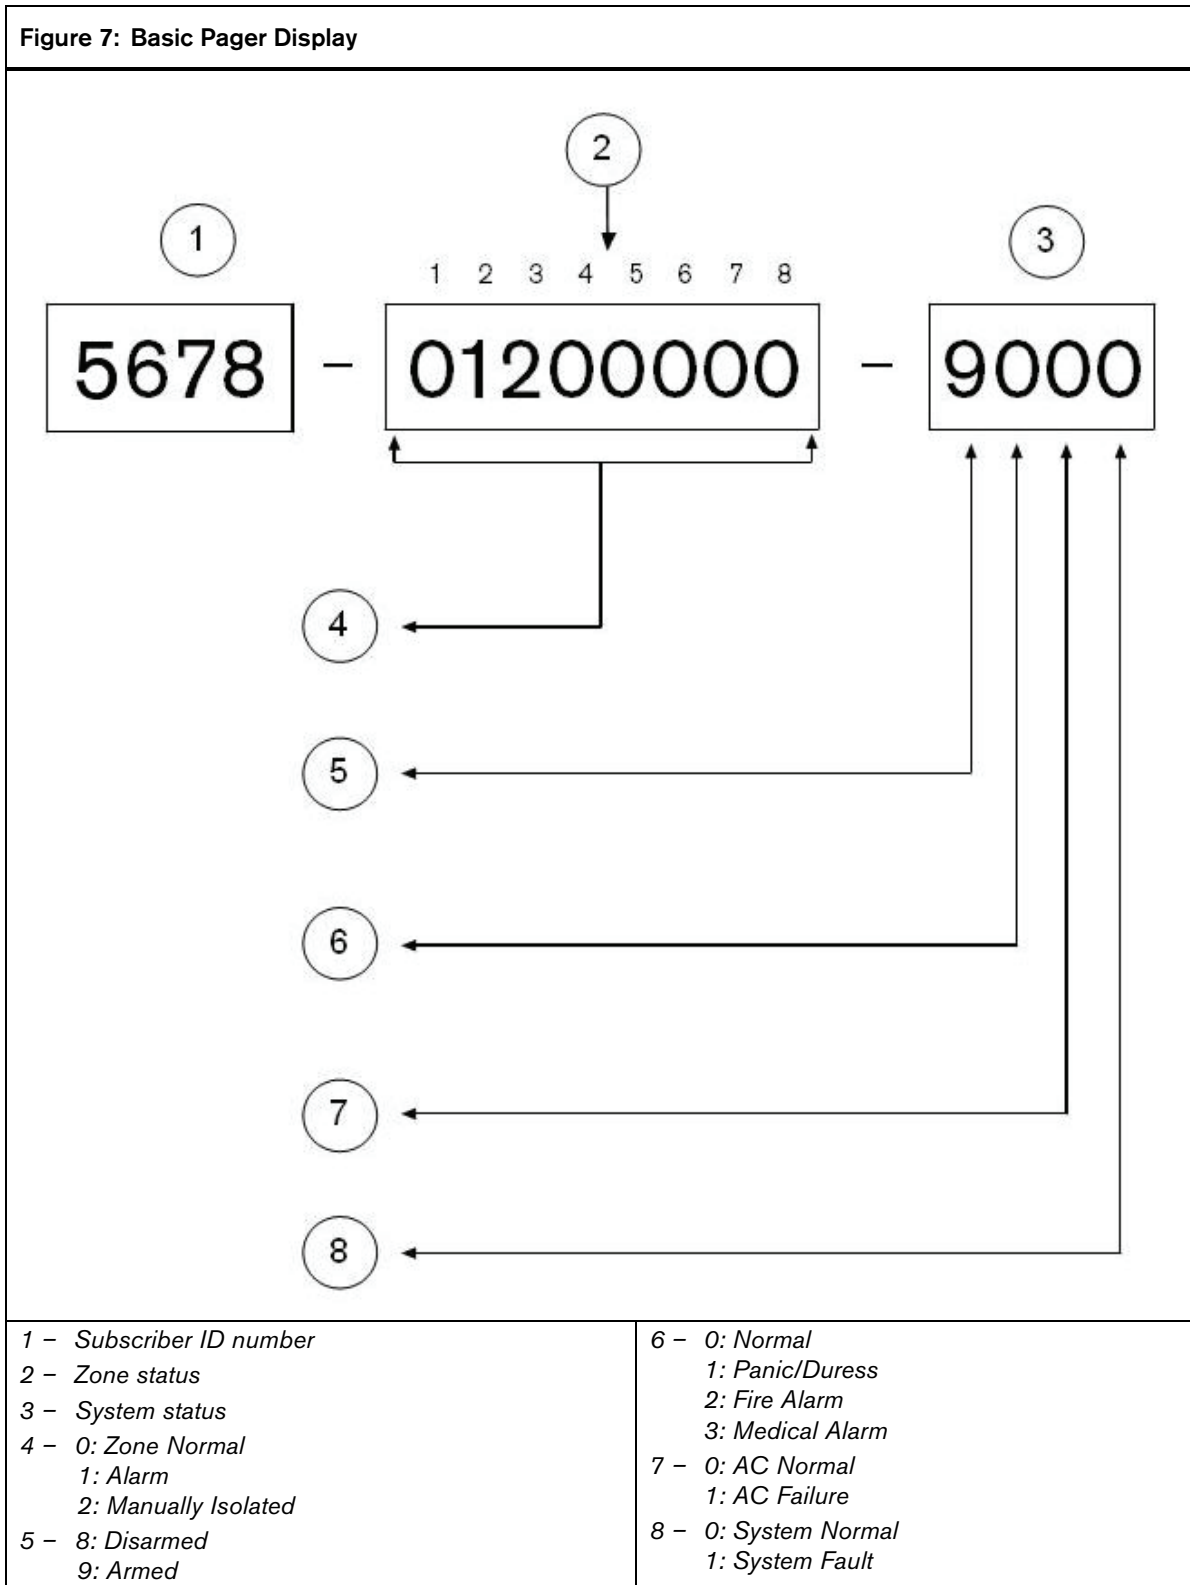 Figure 7: Basic Pager Display
2
1
3
1 2 3 4 5 6 7 8
5678 – 01200000 – 9000
4
5
6
7
8
1 – Subscriber ID number
2 – Zone status
3 – System status
4 – 0: Zone Normal
1: Alarm
2: Manually Isolated
5 – 8: Disarmed
9: Armed
6 – 0: Normal
1: Panic/Duress
2: Fire Alarm
3: Medical Alarm
7 – 0: AC Normal
1: AC Failure
8 – 0: System Normal
1: System Fault